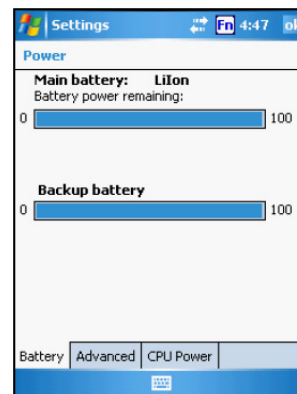 Settings Fn 4:47 ok
Power
Main battery: LiIon
Battery power remaining:
0 100
Backup battery
0 100
Battery Advanced CPU Power